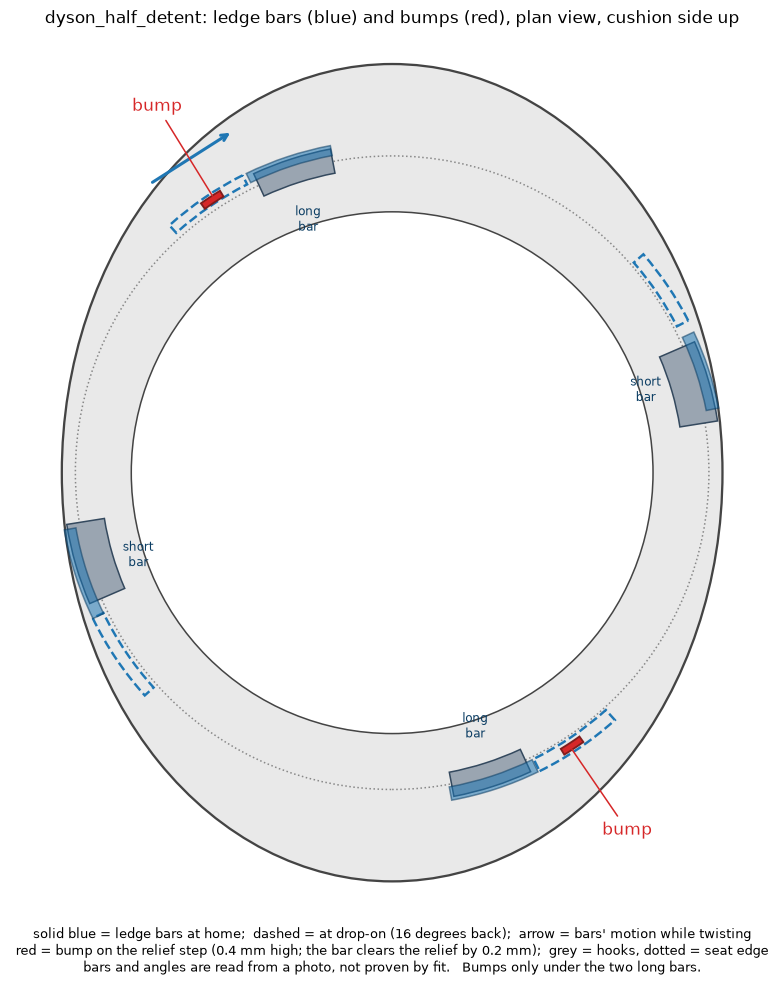 dyson_half_detent: ledge bars (blue) and bumps (red), plan view, cushion side up
bump
long
bar
short
bar
short
bar
long
bar
bump
solid blue = ledge bars at home;  dashed = at drop-on (16 degrees back);  arrow = bars' motion while twisting
red = bump on the relief step (0.4 mm high; the bar clears the relief by 0.2 mm);  grey = hooks, dotted = seat edge
bars and angles are read from a photo, not proven by fit.   Bumps only under the two long bars.